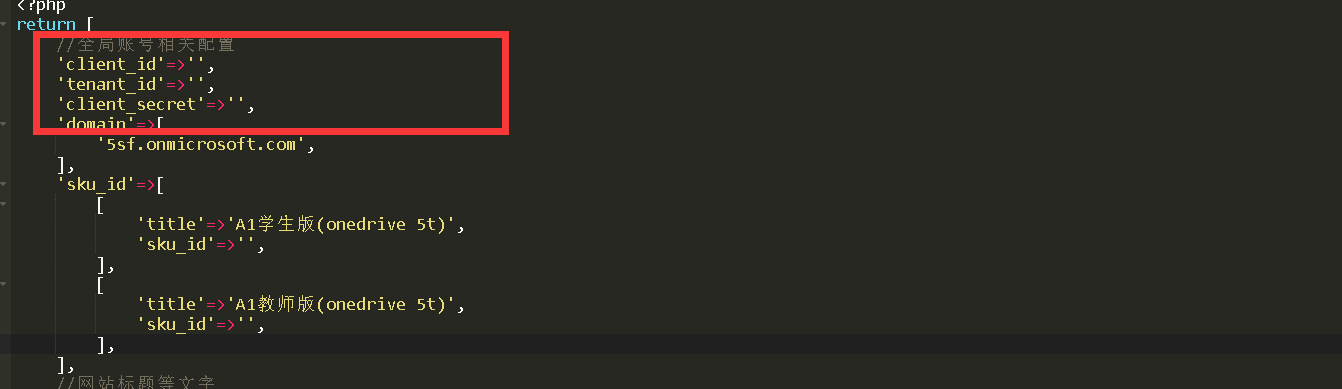 <?php
return [
//全局账号相关配置
'client_id'=>'',
'tenant_id'=>'',
'client_secret'=>'',
'domain'=>[
'5sf.onmicrosoft.com',
],
'sku_id'=>[
[
'title'=>'A1学生版(onedrive 5t)',
'sku_id'=>'',
],
[
'title'=>'A1教师版(onedrive 5t)',
'sku_id'=>'',
],
],
//网站标题等文字